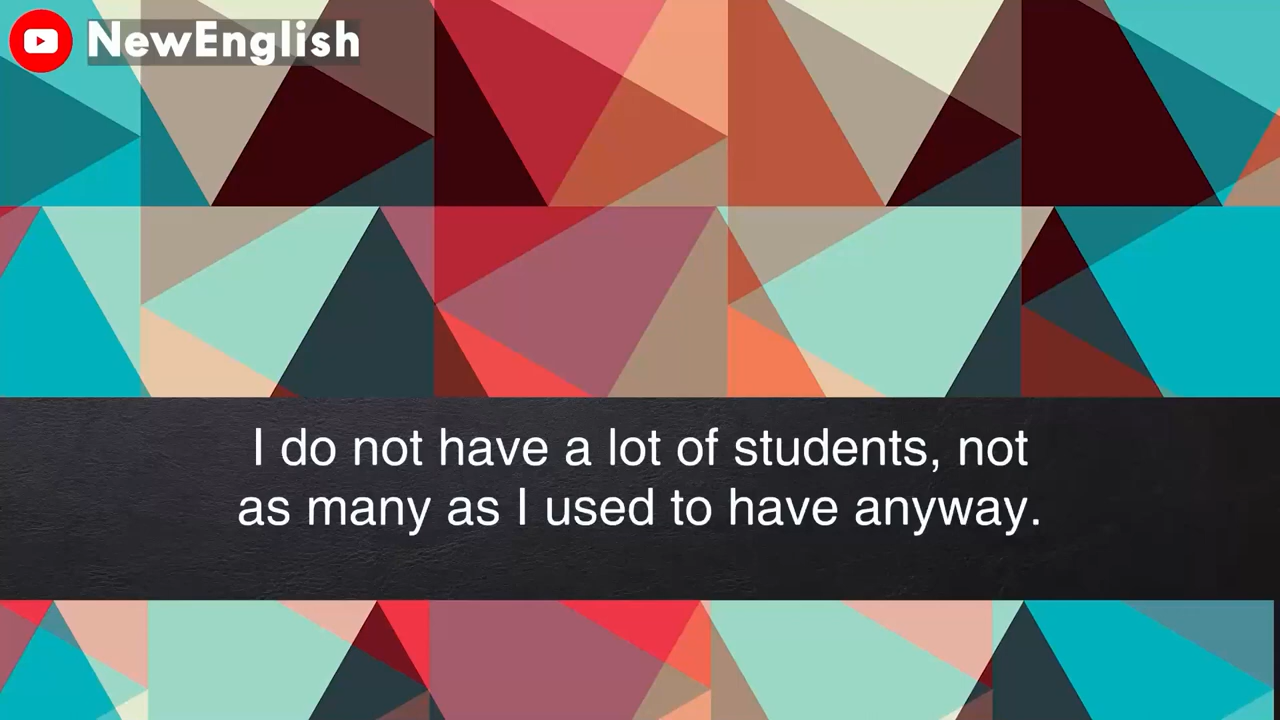 NewEnglish
I do not have a lot of students, not
as many as I used to have anyway.